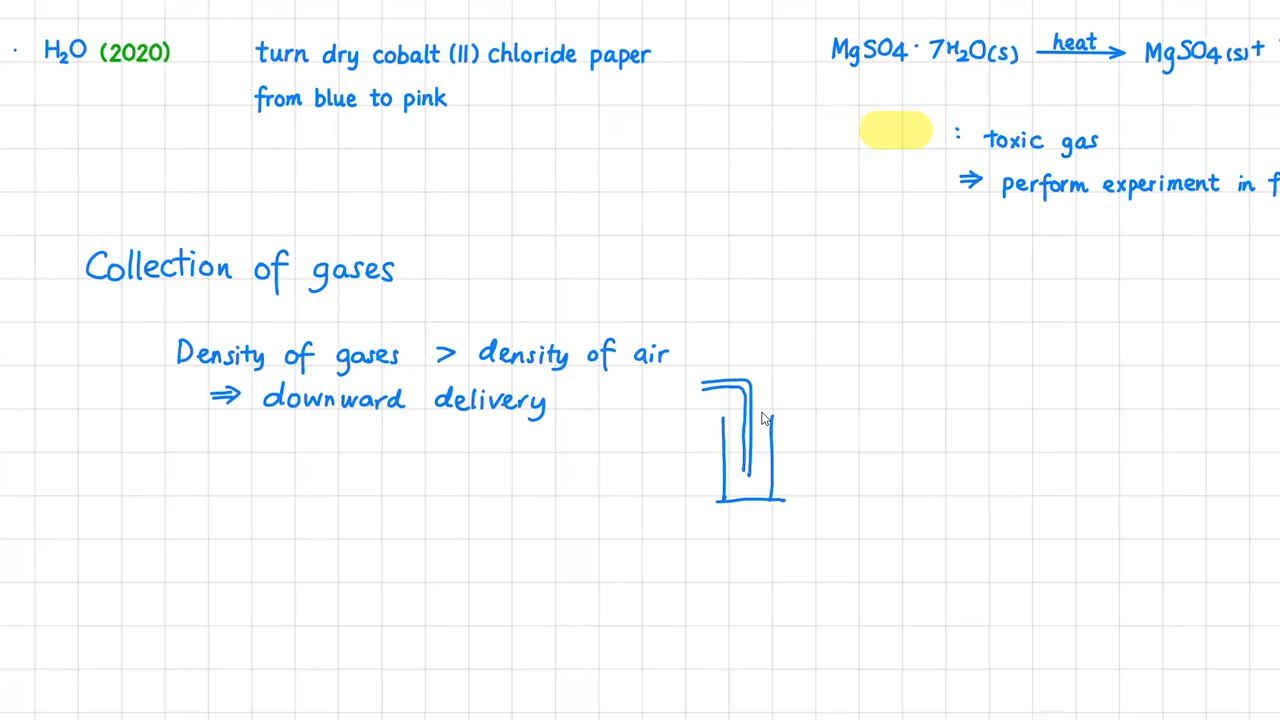 · H₂O (2020) turn dry cobalt (II) chloride paper
from blue to pink
MgSO4 · 7H₂O(s) heat MgSO4(s) +
: toxic gas
⇒ perform experiment in f
Collection of gases
Density of gases > density of air
⇒ downward delivery